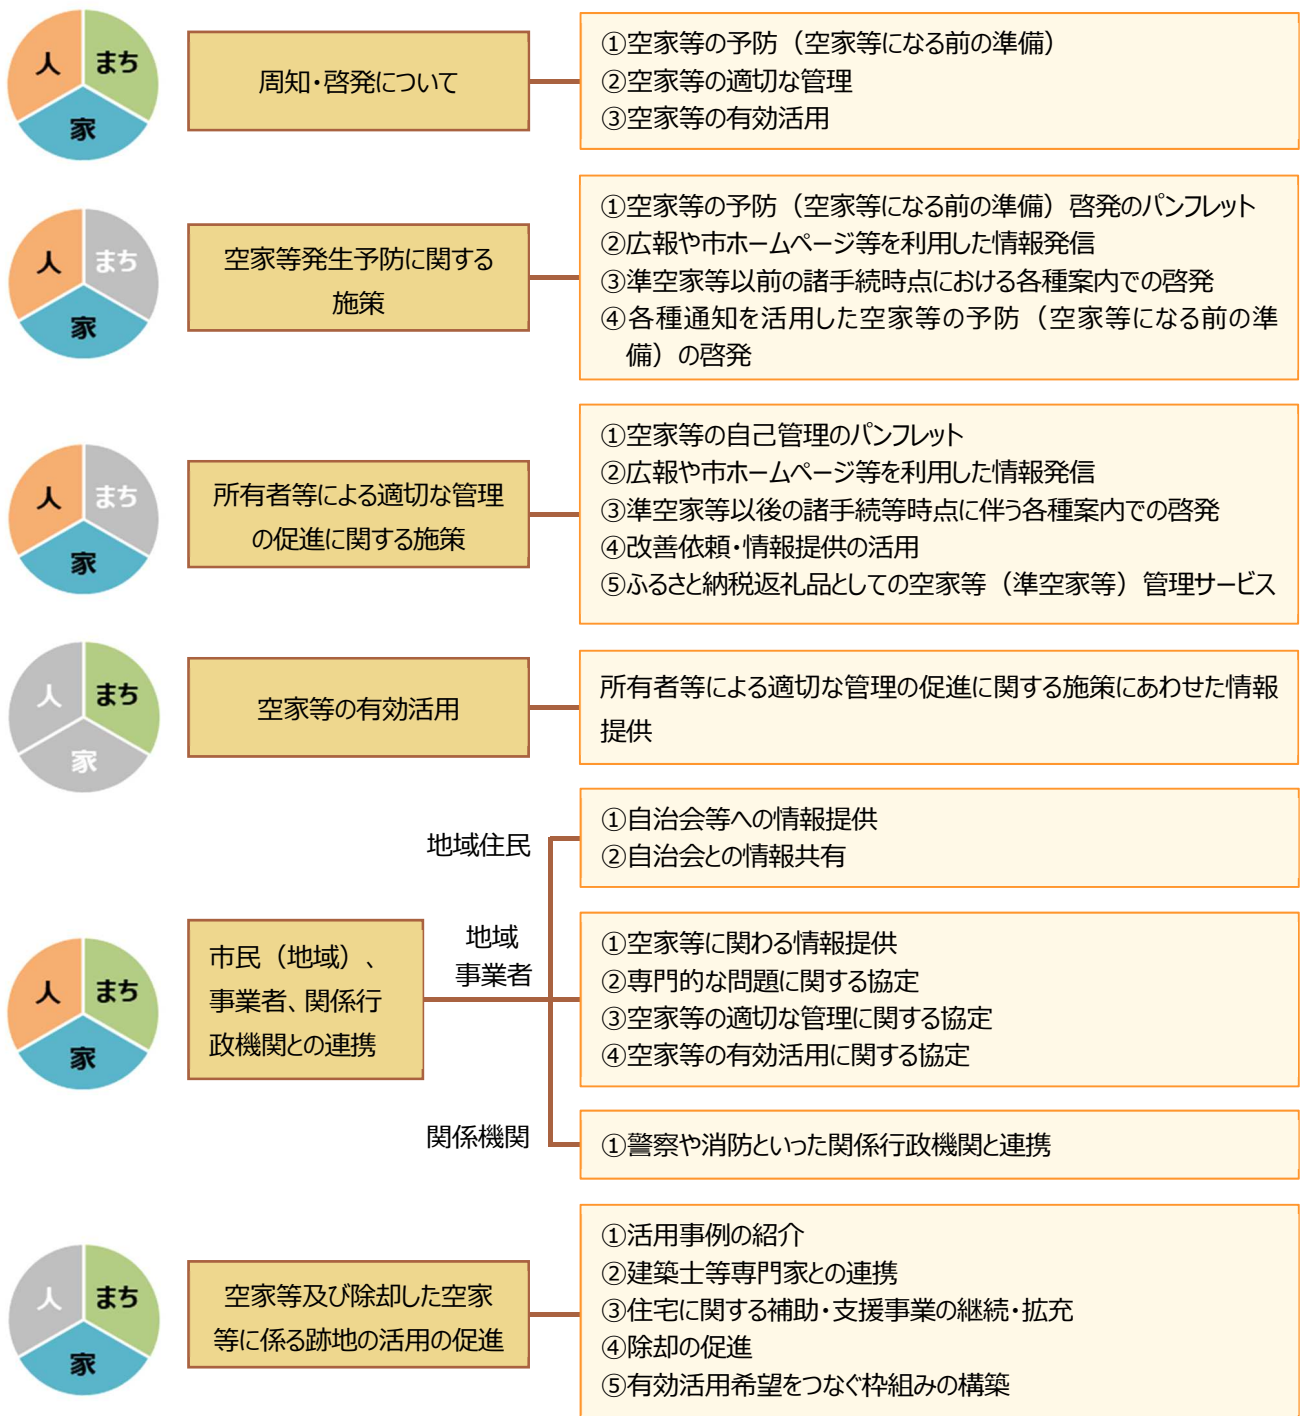 人 まち
家
周知・啓発について
①空家等の予防（空家等になる前の準備）
②空家等の適切な管理
③空家等の有効活用
人 まち
家
空家等発生予防に関する
施策
①空家等の予防（空家等になる前の準備）啓発のパンフレット
②広報や市ホームページ等を利用した情報発信
③準空家等以前の諸手続時点における各種案内での啓発
④各種通知を活用した空家等の予防（空家等になる前の準
備）の啓発
人 まち
家
所有者等による適切な管理
の促進に関する施策
①空家等の自己管理のパンフレット
②広報や市ホームページ等を利用した情報発信
③準空家等以後の諸手続等時点に伴う各種案内での啓発
④改善依頼・情報提供の活用
⑤ふるさと納税返礼品としての空家等（準空家等）管理サービス
人 まち
家
空家等の有効活用
所有者等による適切な管理の促進に関する施策にあわせた情報
提供
人 まち
家
市民（地域）、
事業者、関係行
政機関との連携
地域住民
①自治会等への情報提供
②自治会との情報共有
地域
事業者
①空家等に関わる情報提供
②専門的な問題に関する協定
③空家等の適切な管理に関する協定
④空家等の有効活用に関する協定
関係機関
①警察や消防といった関係行政機関と連携
人 まち
家
空家等及び除却した空家
等に係る跡地の活用の促進
①活用事例の紹介
②建築士等専門家との連携
③住宅に関する補助・支援事業の継続・拡充
④除却の促進
⑤有効活用希望をつなぐ枠組みの構築